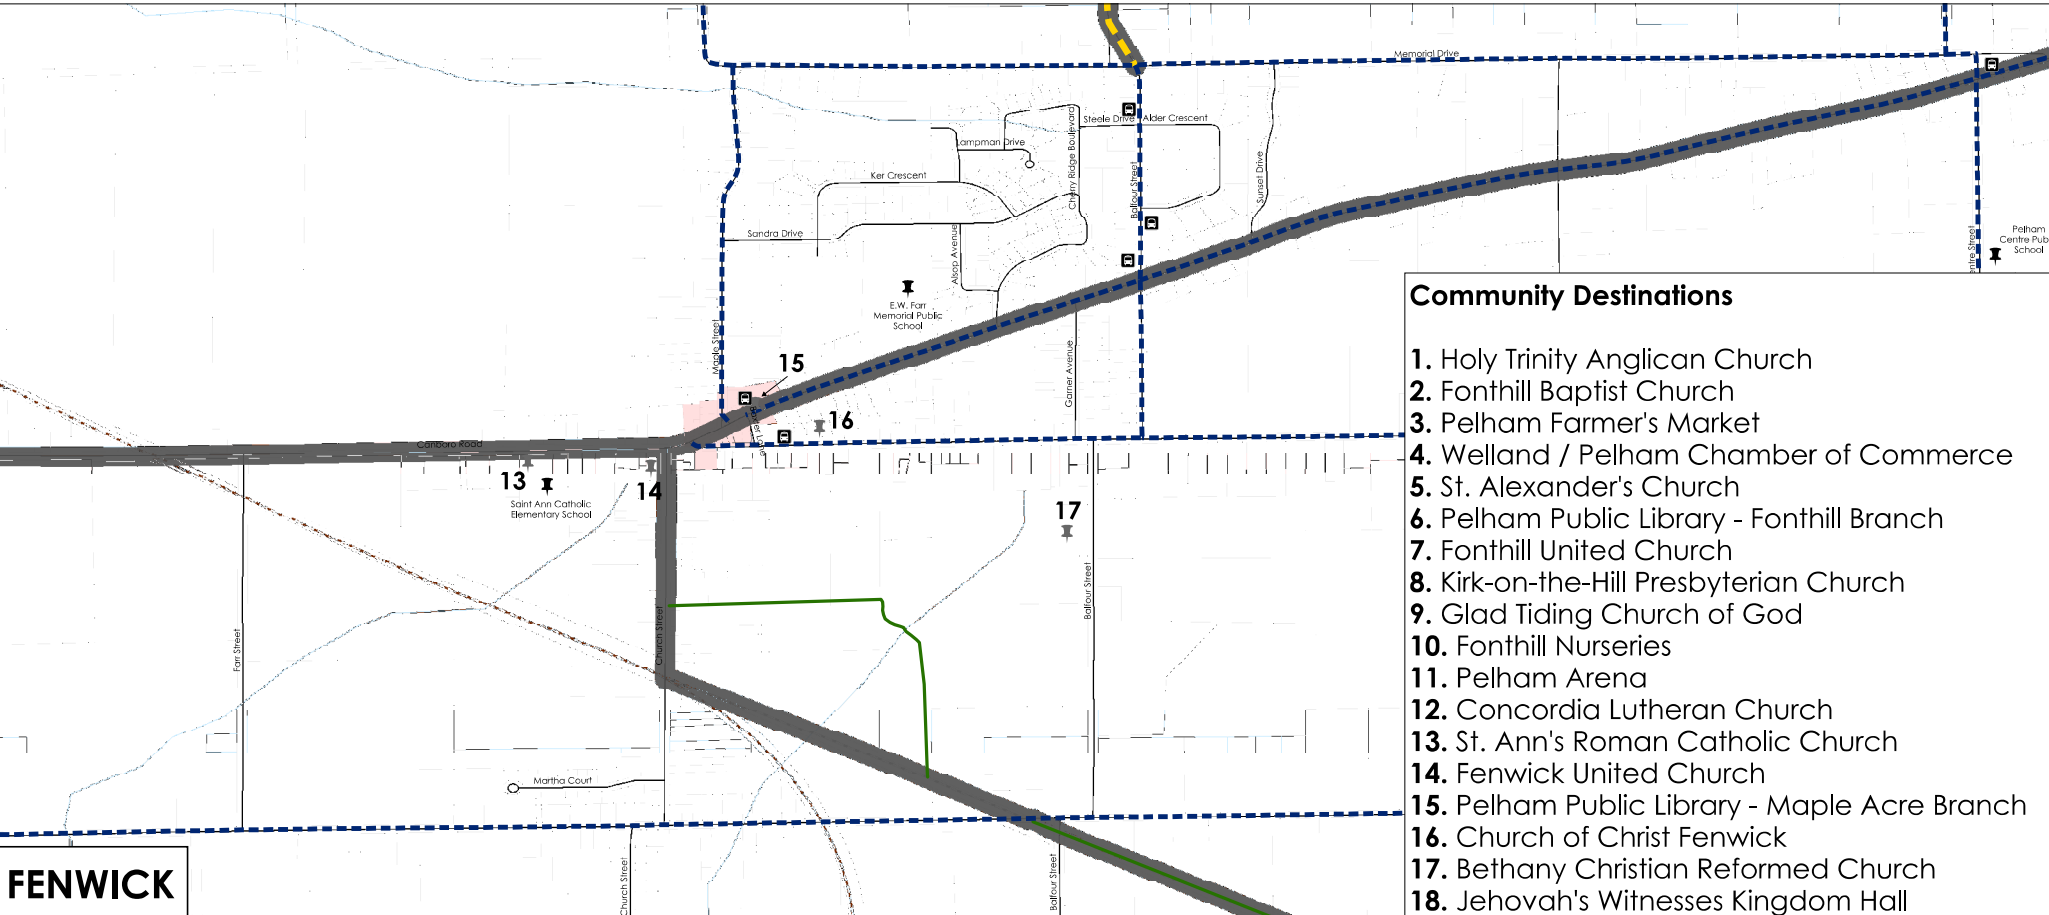 Memorial Drive
Steele Drive
Alder Crescent
Lampman Drive
Cherry Ridge Boulevard
Balfour Street
Sunset Drive
Ker Crescent
Sandra Drive
Alsop Avenue
Pelham
Centre Pub
School
entre Street
E.W. Farr
Memorial Public
School
Maple Street
Garner Avenue
15
16
Canboro Road
13
Saint Ann Catholic
Elementary School
14
17
Balfour Street
Church Street
Farr Street
Martha Court
Church Street
Balfour Street
FENWICK
Community Destinations
1. Holy Trinity Anglican Church
2. Fonthill Baptist Church
3. Pelham Farmer's Market
4. Welland / Pelham Chamber of Commerce
5. St. Alexander's Church
6. Pelham Public Library - Fonthill Branch
7. Fonthill United Church
8. Kirk-on-the-Hill Presbyterian Church
9. Glad Tiding Church of God
10. Fonthill Nurseries
11. Pelham Arena
12. Concordia Lutheran Church
13. St. Ann's Roman Catholic Church
14. Fenwick United Church
15. Pelham Public Library - Maple Acre Branch
16. Church of Christ Fenwick
17. Bethany Christian Reformed Church
18. Jehovah's Witnesses Kingdom Hall